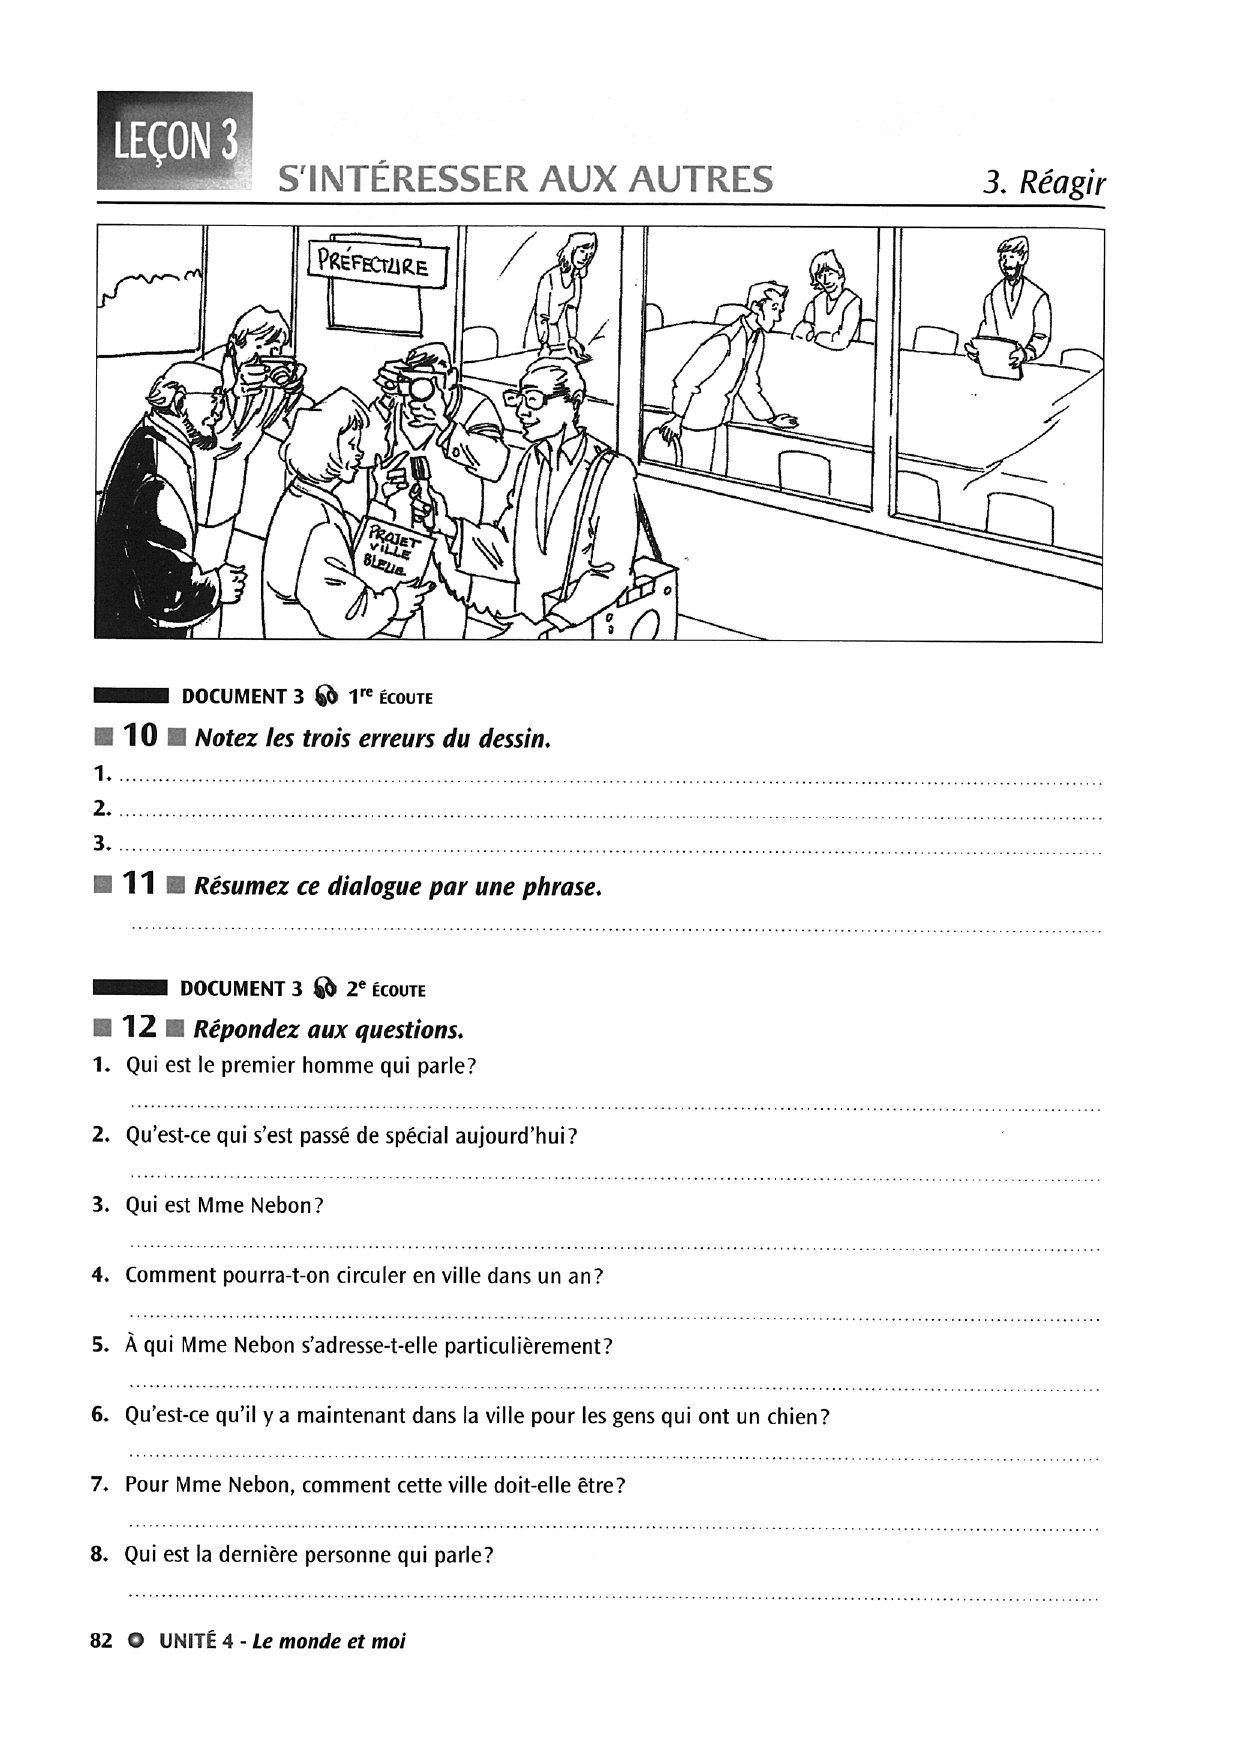 LEÇON 3
S'INTÉRESSER AUX AUTRES
3. Réagir
PRÉFECTURE
PROJET
VILLE
BLEUE
DOCUMENT 3 1re ÉCOUTE
10 Notez les trois erreurs du dessin.
1.
2.
3.
11 Résumez ce dialogue par une phrase.
DOCUMENT 3 2e ÉCOUTE
12 Répondez aux questions.
1. Qui est le premier homme qui parle?
2. Qu'est-ce qui s'est passé de spécial aujourd'hui?
3. Qui est Mme Nebon?
4. Comment pourra-t-on circuler en ville dans un an?
5. À qui Mme Nebon s'adresse-t-elle particulièrement?
6. Qu'est-ce qu'il y a maintenant dans la ville pour les gens qui ont un chien?
7. Pour Mme Nebon, comment cette ville doit-elle être?
8. Qui est la dernière personne qui parle?
82 UNITÉ 4 - Le monde et moi